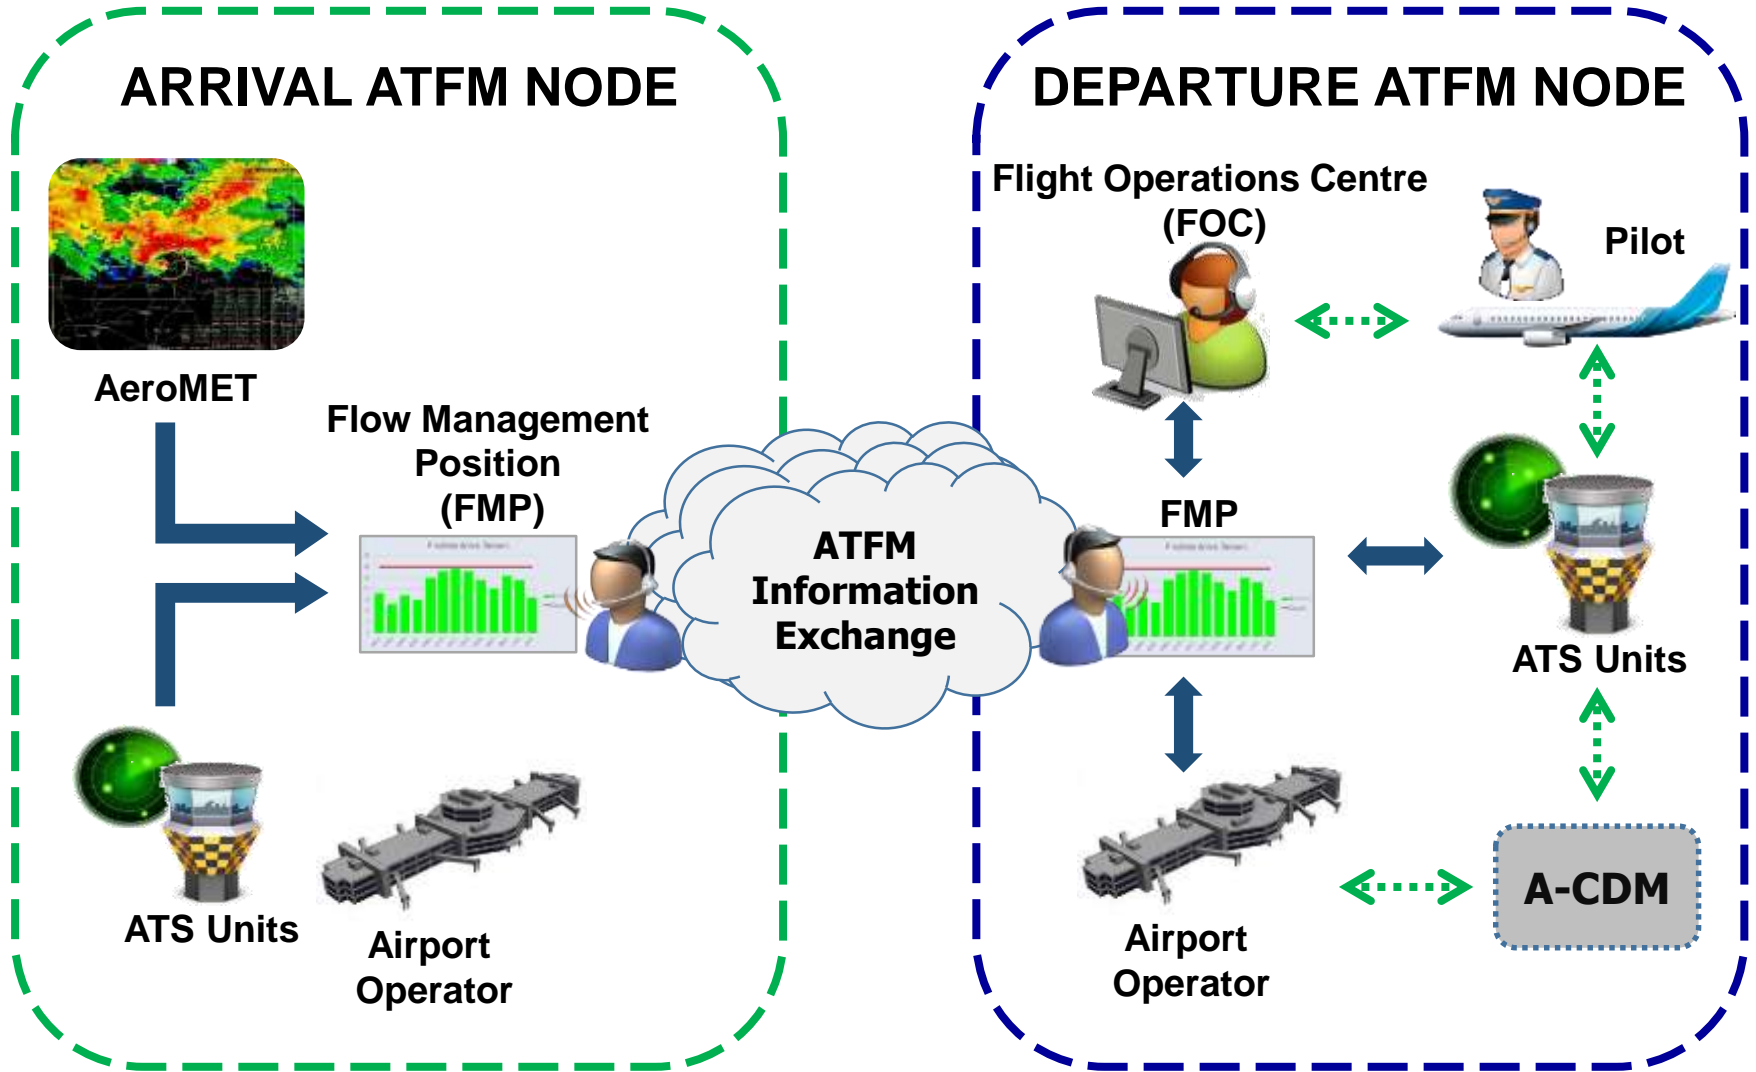 ARRIVAL ATFM NODE
AeroMET
Flow Management
Position
(FMP)
ATS Units
Airport
Operator
ATFM
Information
Exchange
DEPARTURE ATFM NODE
Flight Operations Centre
(FOC)
Pilot
FMP
ATS Units
Airport
Operator
A-CDM